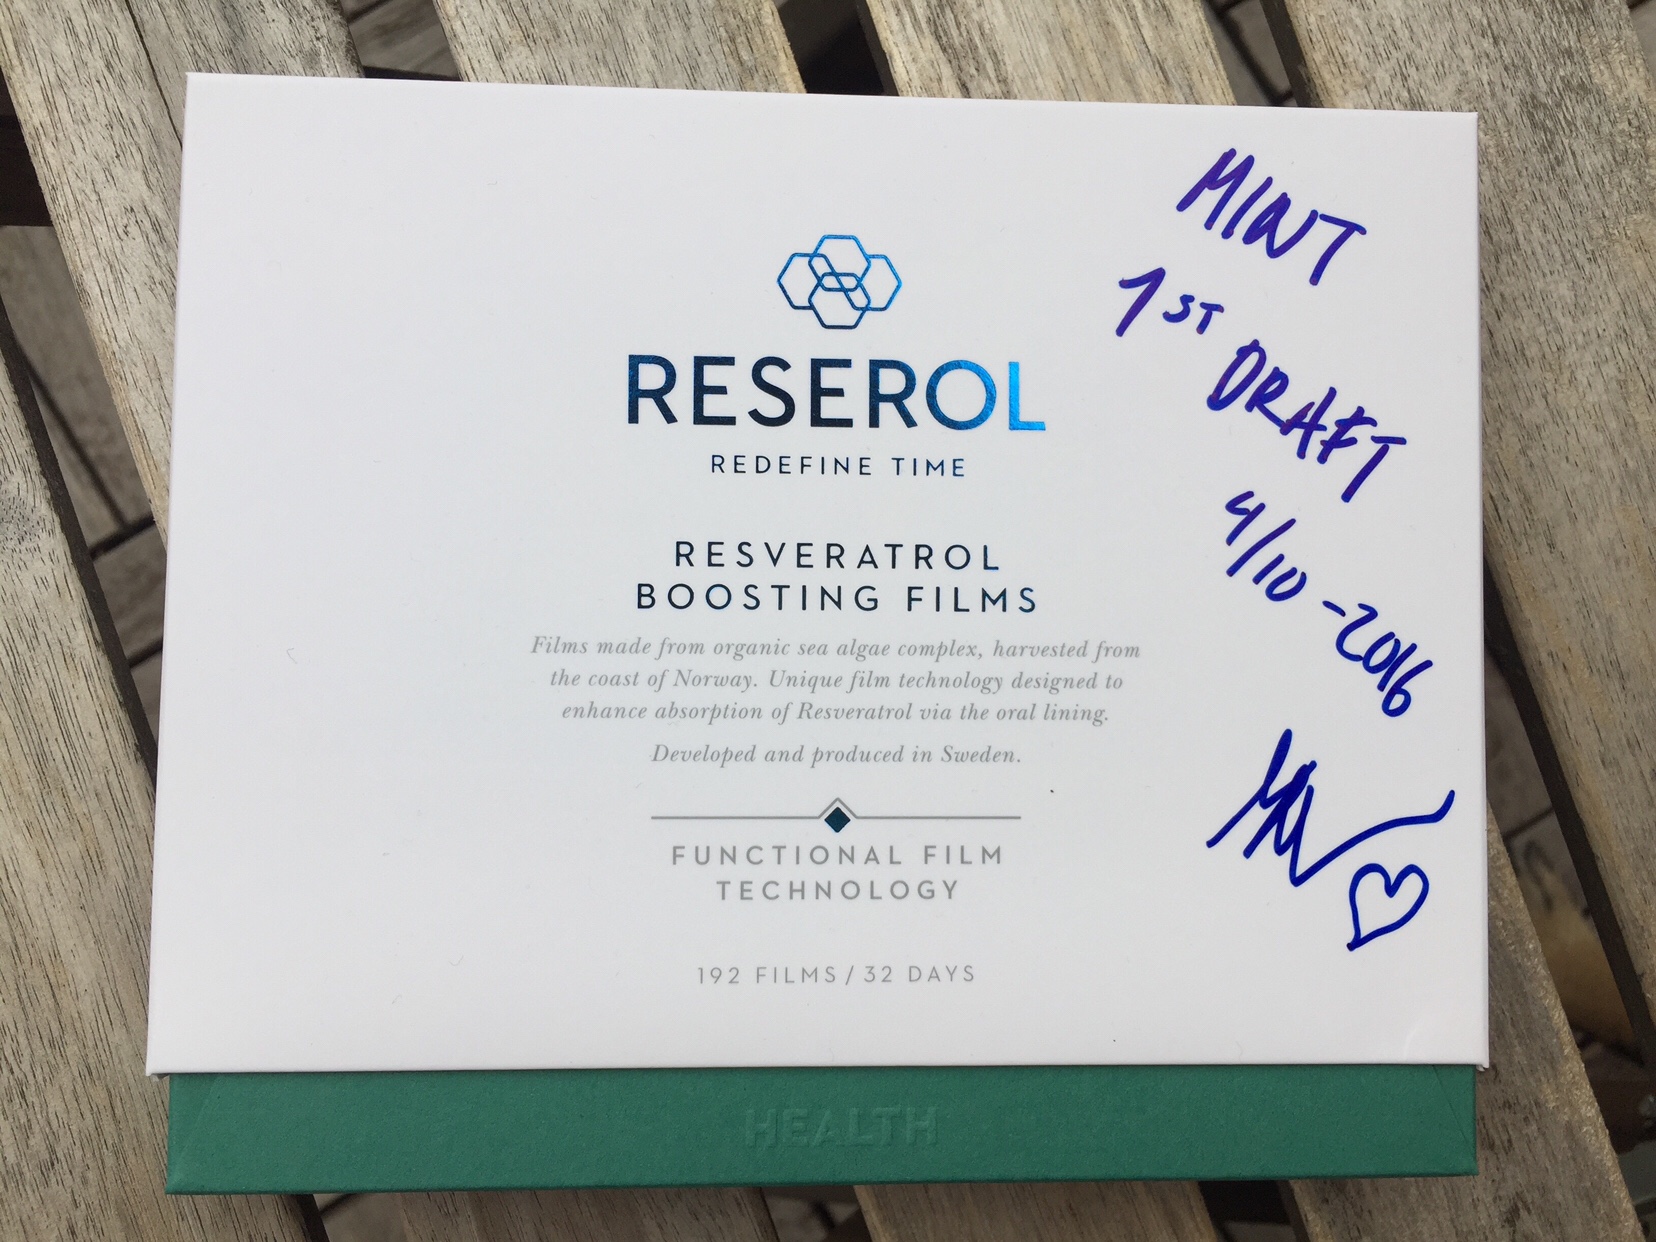 RESEROL
REDEFINE TIME
RESVERATROL
BOOSTING FILMS
Films made from organic sea algae complex, harvested from
the coast of Norway. Unique film technology designed to
enhance absorption of Resveratrol via the oral lining.
Developed and produced in Sweden.
FUNCTIONAL FILM
TECHNOLOGY
192 FILMS / 32 DAYS
HEALTH
MINT
1ST
DRAFT
4/10-2016